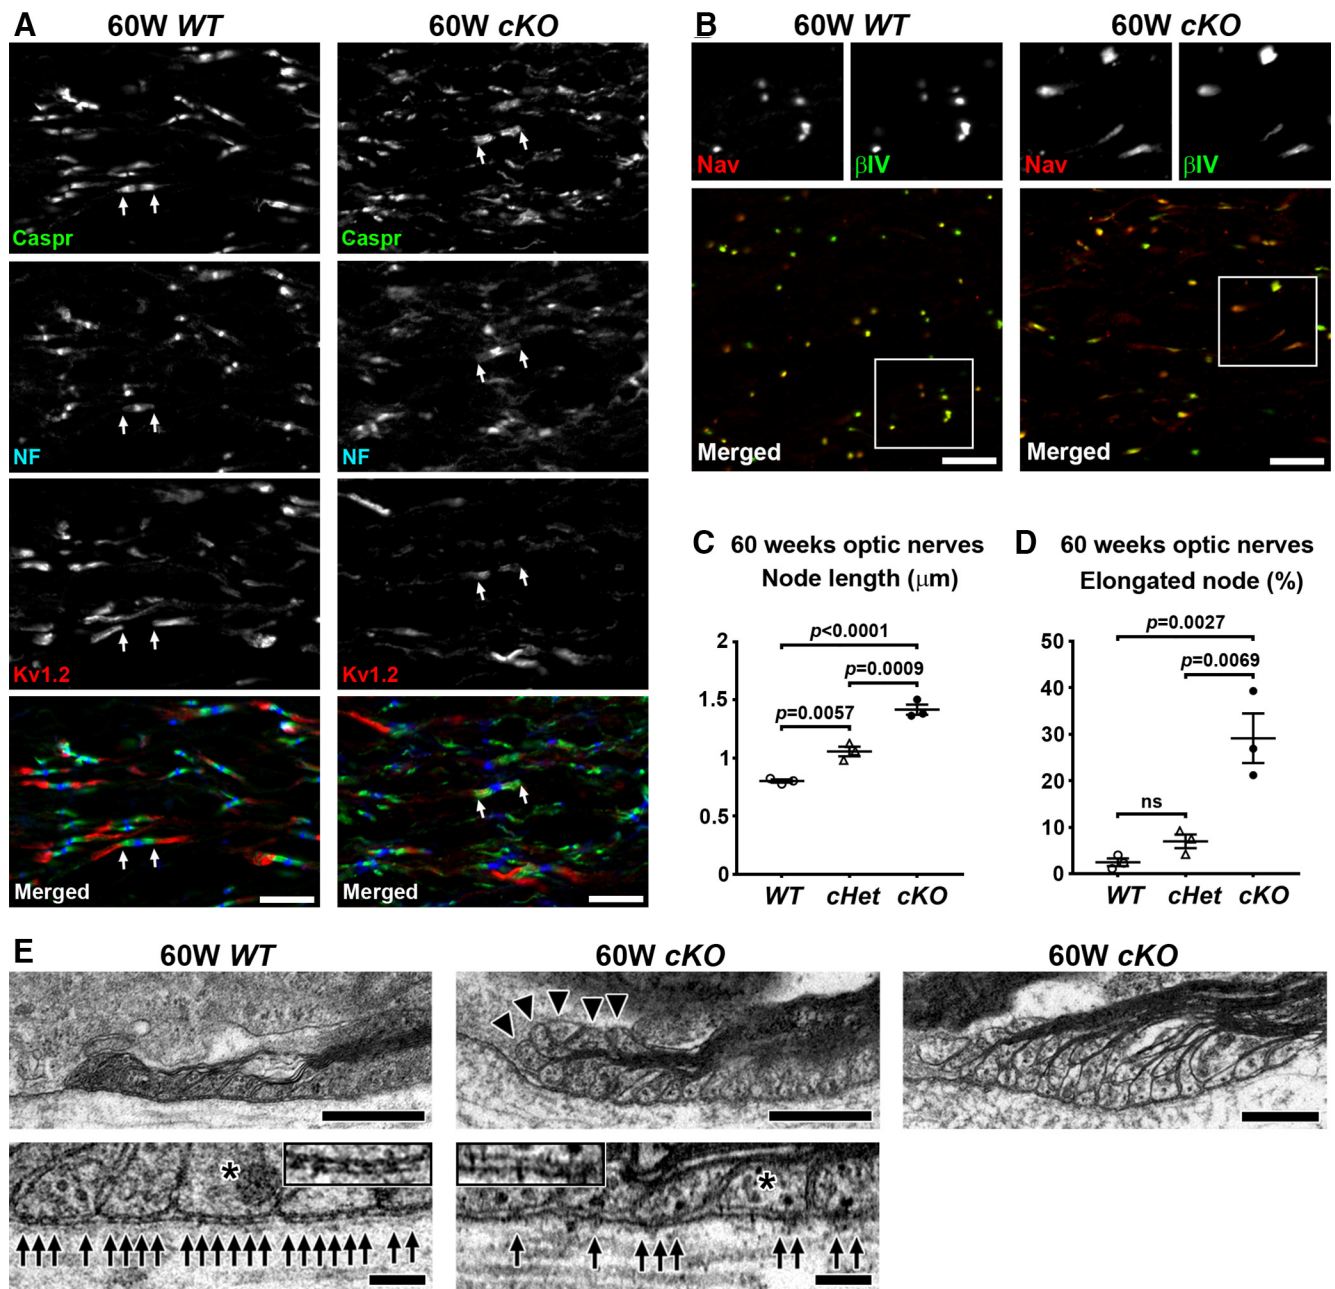 A
60W WT
60W cKO
Caspr
Caspr
NF
NF
Kv1.2
Kv1.2
Merged
Merged
B
60W WT
60W cKO
Nav
βIV
Nav
βIV
Merged
Merged
C
60 weeks optic nerves
Node length (μm)
p<0.0001
p=0.0009
p=0.0057
2
1.5
1
0.5
0
WT
cHet
cKO
D
60 weeks optic nerves
Elongated node (%)
p=0.0027
p=0.0069
ns
50
40
30
20
10
0
WT
cHet
cKO
E
60W WT
60W cKO
60W cKO
*
*